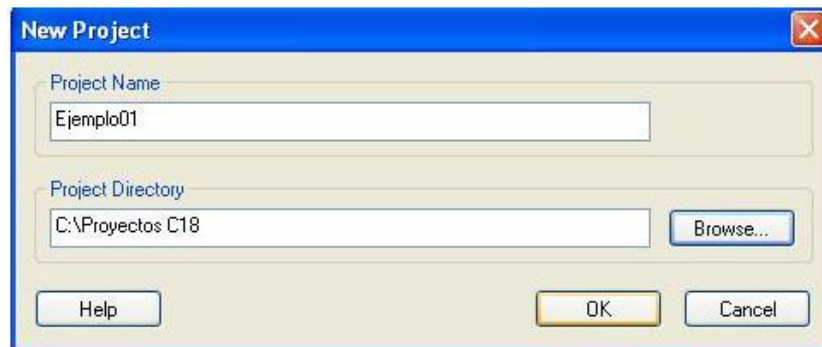 New Project
Project Name
Ejemplo01
Project Directory
C:\Proyectos C18
Browse...
Help
OK
Cancel